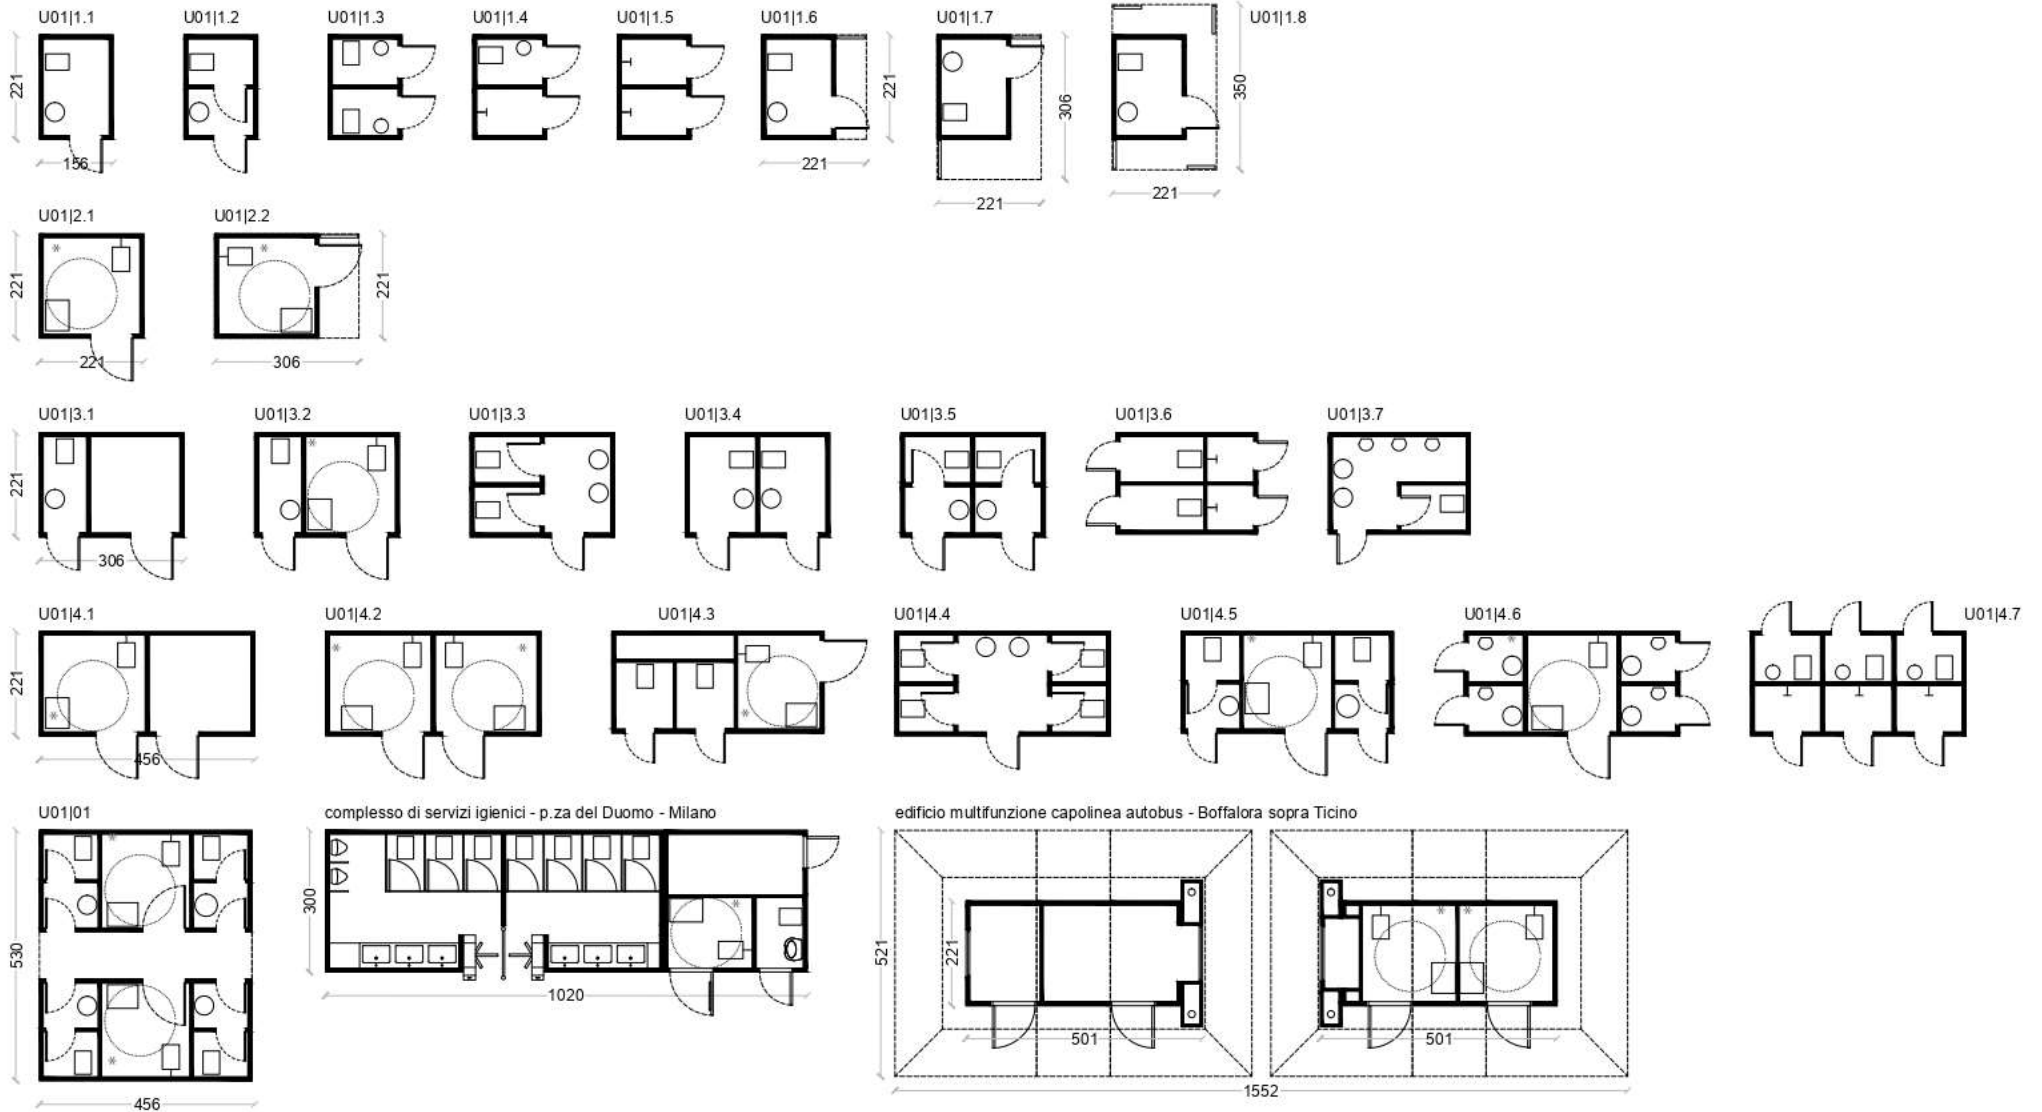 U01|1.1 U01|1.2 U01|1.3 U01|1.4 U01|1.5 U01|1.6 U01|1.7 U01|1.8
221 221 306 350
156 221 221 221
U01|2.1 U01|2.2
221 221
221 306
U01|3.1 U01|3.2 U01|3.3 U01|3.4 U01|3.5 U01|3.6 U01|3.7
221
306
U01|4.1 U01|4.2 U01|4.3 U01|4.4 U01|4.5 U01|4.6 U01|4.7
221
456
U01|01 complesso di servizi igienici - p.za del Duomo - Milano edificio multifunzione capolinea autobus - Boffalora sopra Ticino
530 300 521 221
1020 501 501
1552
456